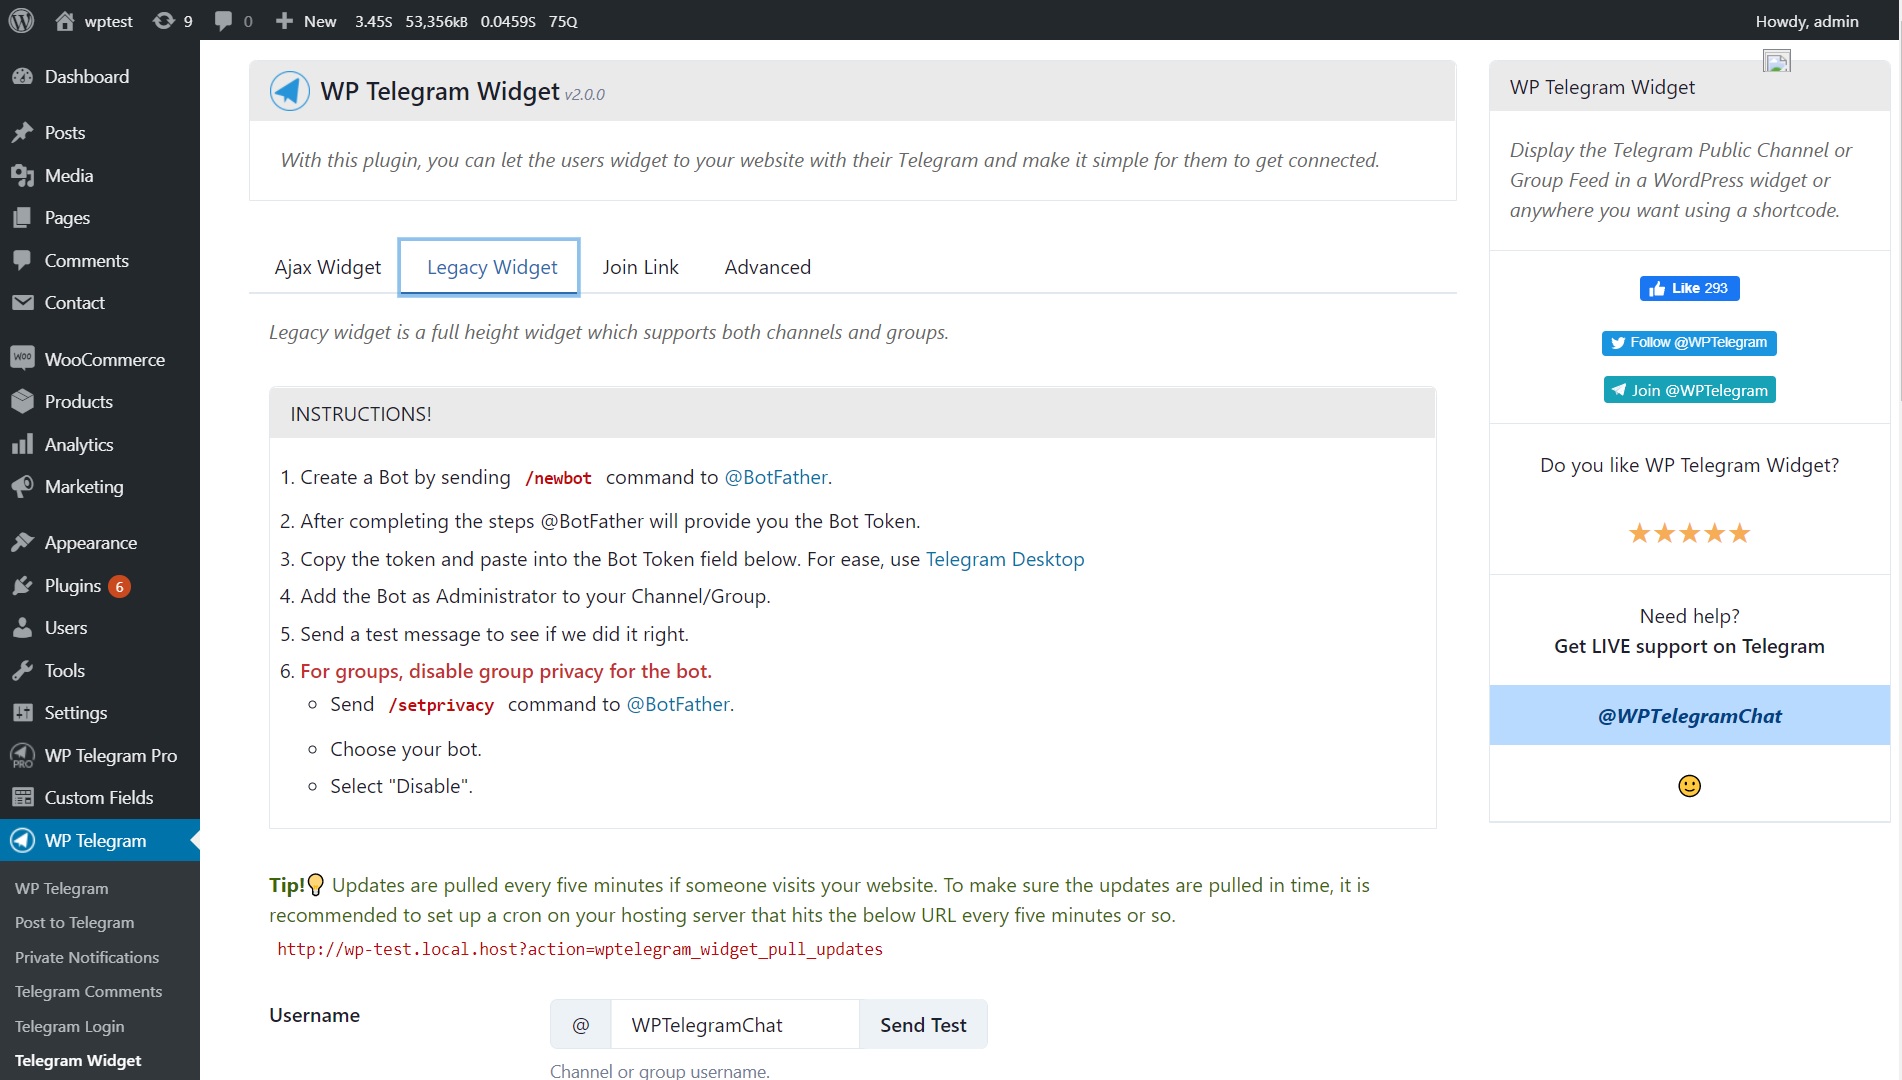 wptest 9 0 New 3.45S 53,356kB 0.0459S 75Q Howdy, admin
Dashboard
Posts
Media
Pages
Comments
Contact
WOO WooCommerce
Products
Analytics
Marketing
Appearance
Plugins 6
Users
Tools
Settings
PRO WP Telegram Pro
Custom Fields
WP Telegram
WP Telegram
Post to Telegram
Private Notifications
Telegram Comments
Telegram Login
Telegram Widget
WP Telegram Widget v2.0.0
With this plugin, you can let the users widget to your website with their Telegram and make it simple for them to get connected.
Ajax Widget Legacy Widget Join Link Advanced
Legacy widget is a full height widget which supports both channels and groups.
INSTRUCTIONS!
1. Create a Bot by sending /newbot command to @BotFather.
2. After completing the steps @BotFather will provide you the Bot Token.
3. Copy the token and paste into the Bot Token field below. For ease, use Telegram Desktop
4. Add the Bot as Administrator to your Channel/Group.
5. Send a test message to see if we did it right.
6. For groups, disable group privacy for the bot.
Send /setprivacy command to @BotFather.
Choose your bot.
Select "Disable".
Tip! Updates are pulled every five minutes if someone visits your website. To make sure the updates are pulled in time, it is
recommended to set up a cron on your hosting server that hits the below URL every five minutes or so.
http://wp-test.local.host?action=wptelegram_widget_pull_updates
Username @ WPTelegramChat Send Test
Channel or group username.
WP Telegram Widget
Display the Telegram Public Channel or
Group Feed in a WordPress widget or
anywhere you want using a shortcode.
Like 293
Follow @WPTelegram
Join @WPTelegram
Do you like WP Telegram Widget?
Need help?
Get LIVE support on Telegram
@WPTelegramChat